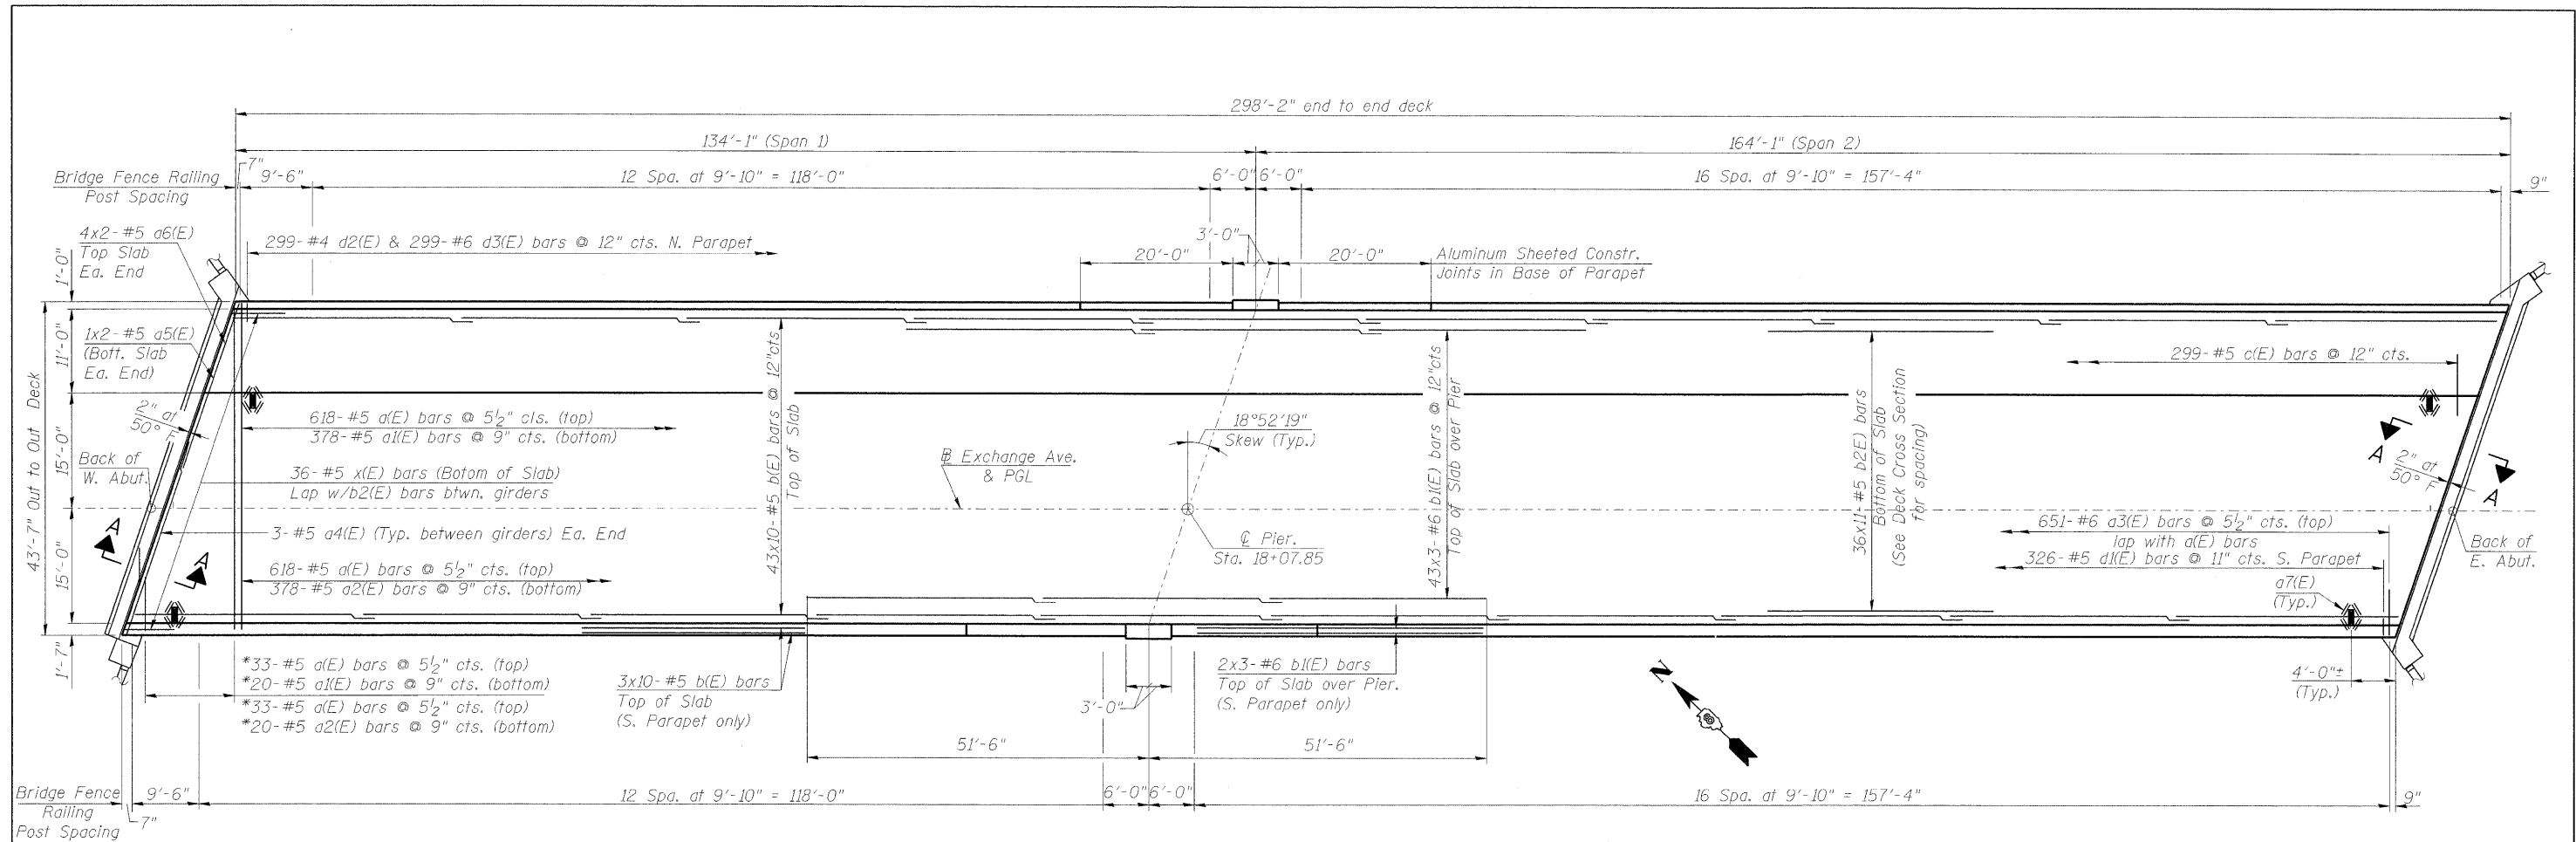 298'-2" end to end deck
134'-1" (Span 1)
164'-1" (Span 2)
7"
Bridge Fence Railing
Post Spacing
9'-6"
12 Spa. at 9'-10" = 118'-0"
6'-0"
6'-0"
16 Spa. at 9'-10" = 157'-4"
9"
4x2-#5 a6(E)
Top Slab
Ea. End
299-#4 d2(E) & 299-#6 d3(E) bars @ 12" cts. N. Parapet
3'-0"
20'-0"
20'-0"
Aluminum Sheeted Constr.
Joints in Base of Parapet
1'-0"
11'-0"
15'-0"
15'-0"
1'-7"
43'-7" Out to Out Deck
1x2-#5 a5(E)
(Bott. Slab
Ea. End)
2" at
50° F
Back of
W. Abut.
618-#5 a(E) bars @ 5½" cts. (top)
378-#5 a1(E) bars @ 9" cts. (bottom)
36-#5 x(E) bars (Botom of Slab)
Lap w/b2(E) bars btwn. girders
3-#5 a4(E) (Typ. between girders) Ea. End
618-#5 a(E) bars @ 5½" cts. (top)
378-#5 a2(E) bars @ 9" cts. (bottom)
43x10-#5 b(E) bars @ 12"cts
Top of Slab
℄ Exchange Ave.
& PGL
18°52'19"
Skew (Typ.)
℄ Pier.
Sta. 18+07.85
43x3-#6 b1(E) bars @ 12"cts
Top of Slab over Pier
36x11-#5 b2(E) bars
Bottom of Slab
(See Deck Cross Section
for spacing)
299-#5 c(E) bars @ 12" cts.
A
A
2" at
50° F
651-#6 a3(E) bars @ 5½" cts. (top)
lap with a(E) bars
326-#5 d1(E) bars @ 11" cts. S. Parapet
a7(E)
(Typ.)
Back of
E. Abut.
A
A
*33-#5 a(E) bars @ 5½" cts. (top)
*20-#5 a1(E) bars @ 9" cts. (bottom)
*33-#5 a(E) bars @ 5½" cts. (top)
*20-#5 a2(E) bars @ 9" cts. (bottom)
3x10-#5 b(E) bars
Top of Slab
(S. Parapet only)
3'-0"
2x3-#6 b1(E) bars
Top of Slab over Pier.
(S. Parapet only)
N
4'-0"±
(Typ.)
51'-6"
51'-6"
Bridge Fence
Railing
Post Spacing
7"
9'-6"
12 Spa. at 9'-10" = 118'-0"
6'-0"
6'-0"
16 Spa. at 9'-10" = 157'-4"
9"